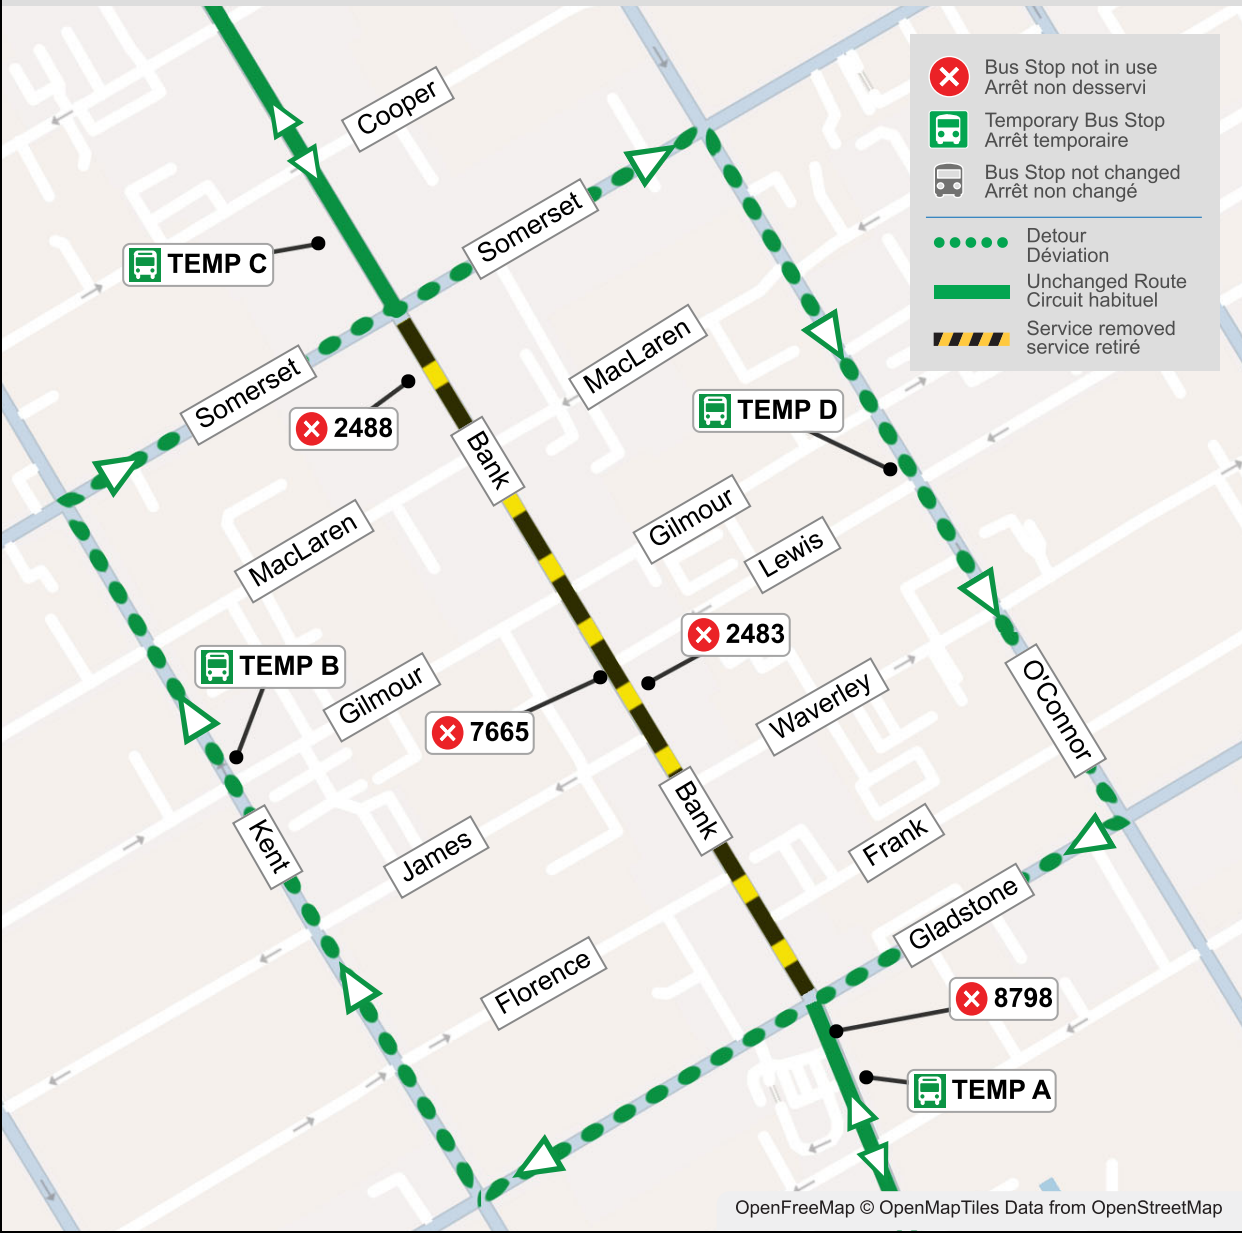 Cooper
Bus Stop not in use
Arrêt non desservi
Temporary Bus Stop
Arrêt temporaire
Bus Stop not changed
Arrêt non changé
Detour
Déviation
Unchanged Route
Circuit habituel
Service removed
service retiré
Somerset
TEMP C
MacLaren
Somerset
TEMP D
2488
Bank
Gilmour
MacLaren
Lewis
2483
TEMP B
Gilmour
7665
Waverley
O'Connor
Bank
Kent
James
Frank
Gladstone
Florence
8798
TEMP A
OpenFreeMap © OpenMapTiles Data from OpenStreetMap